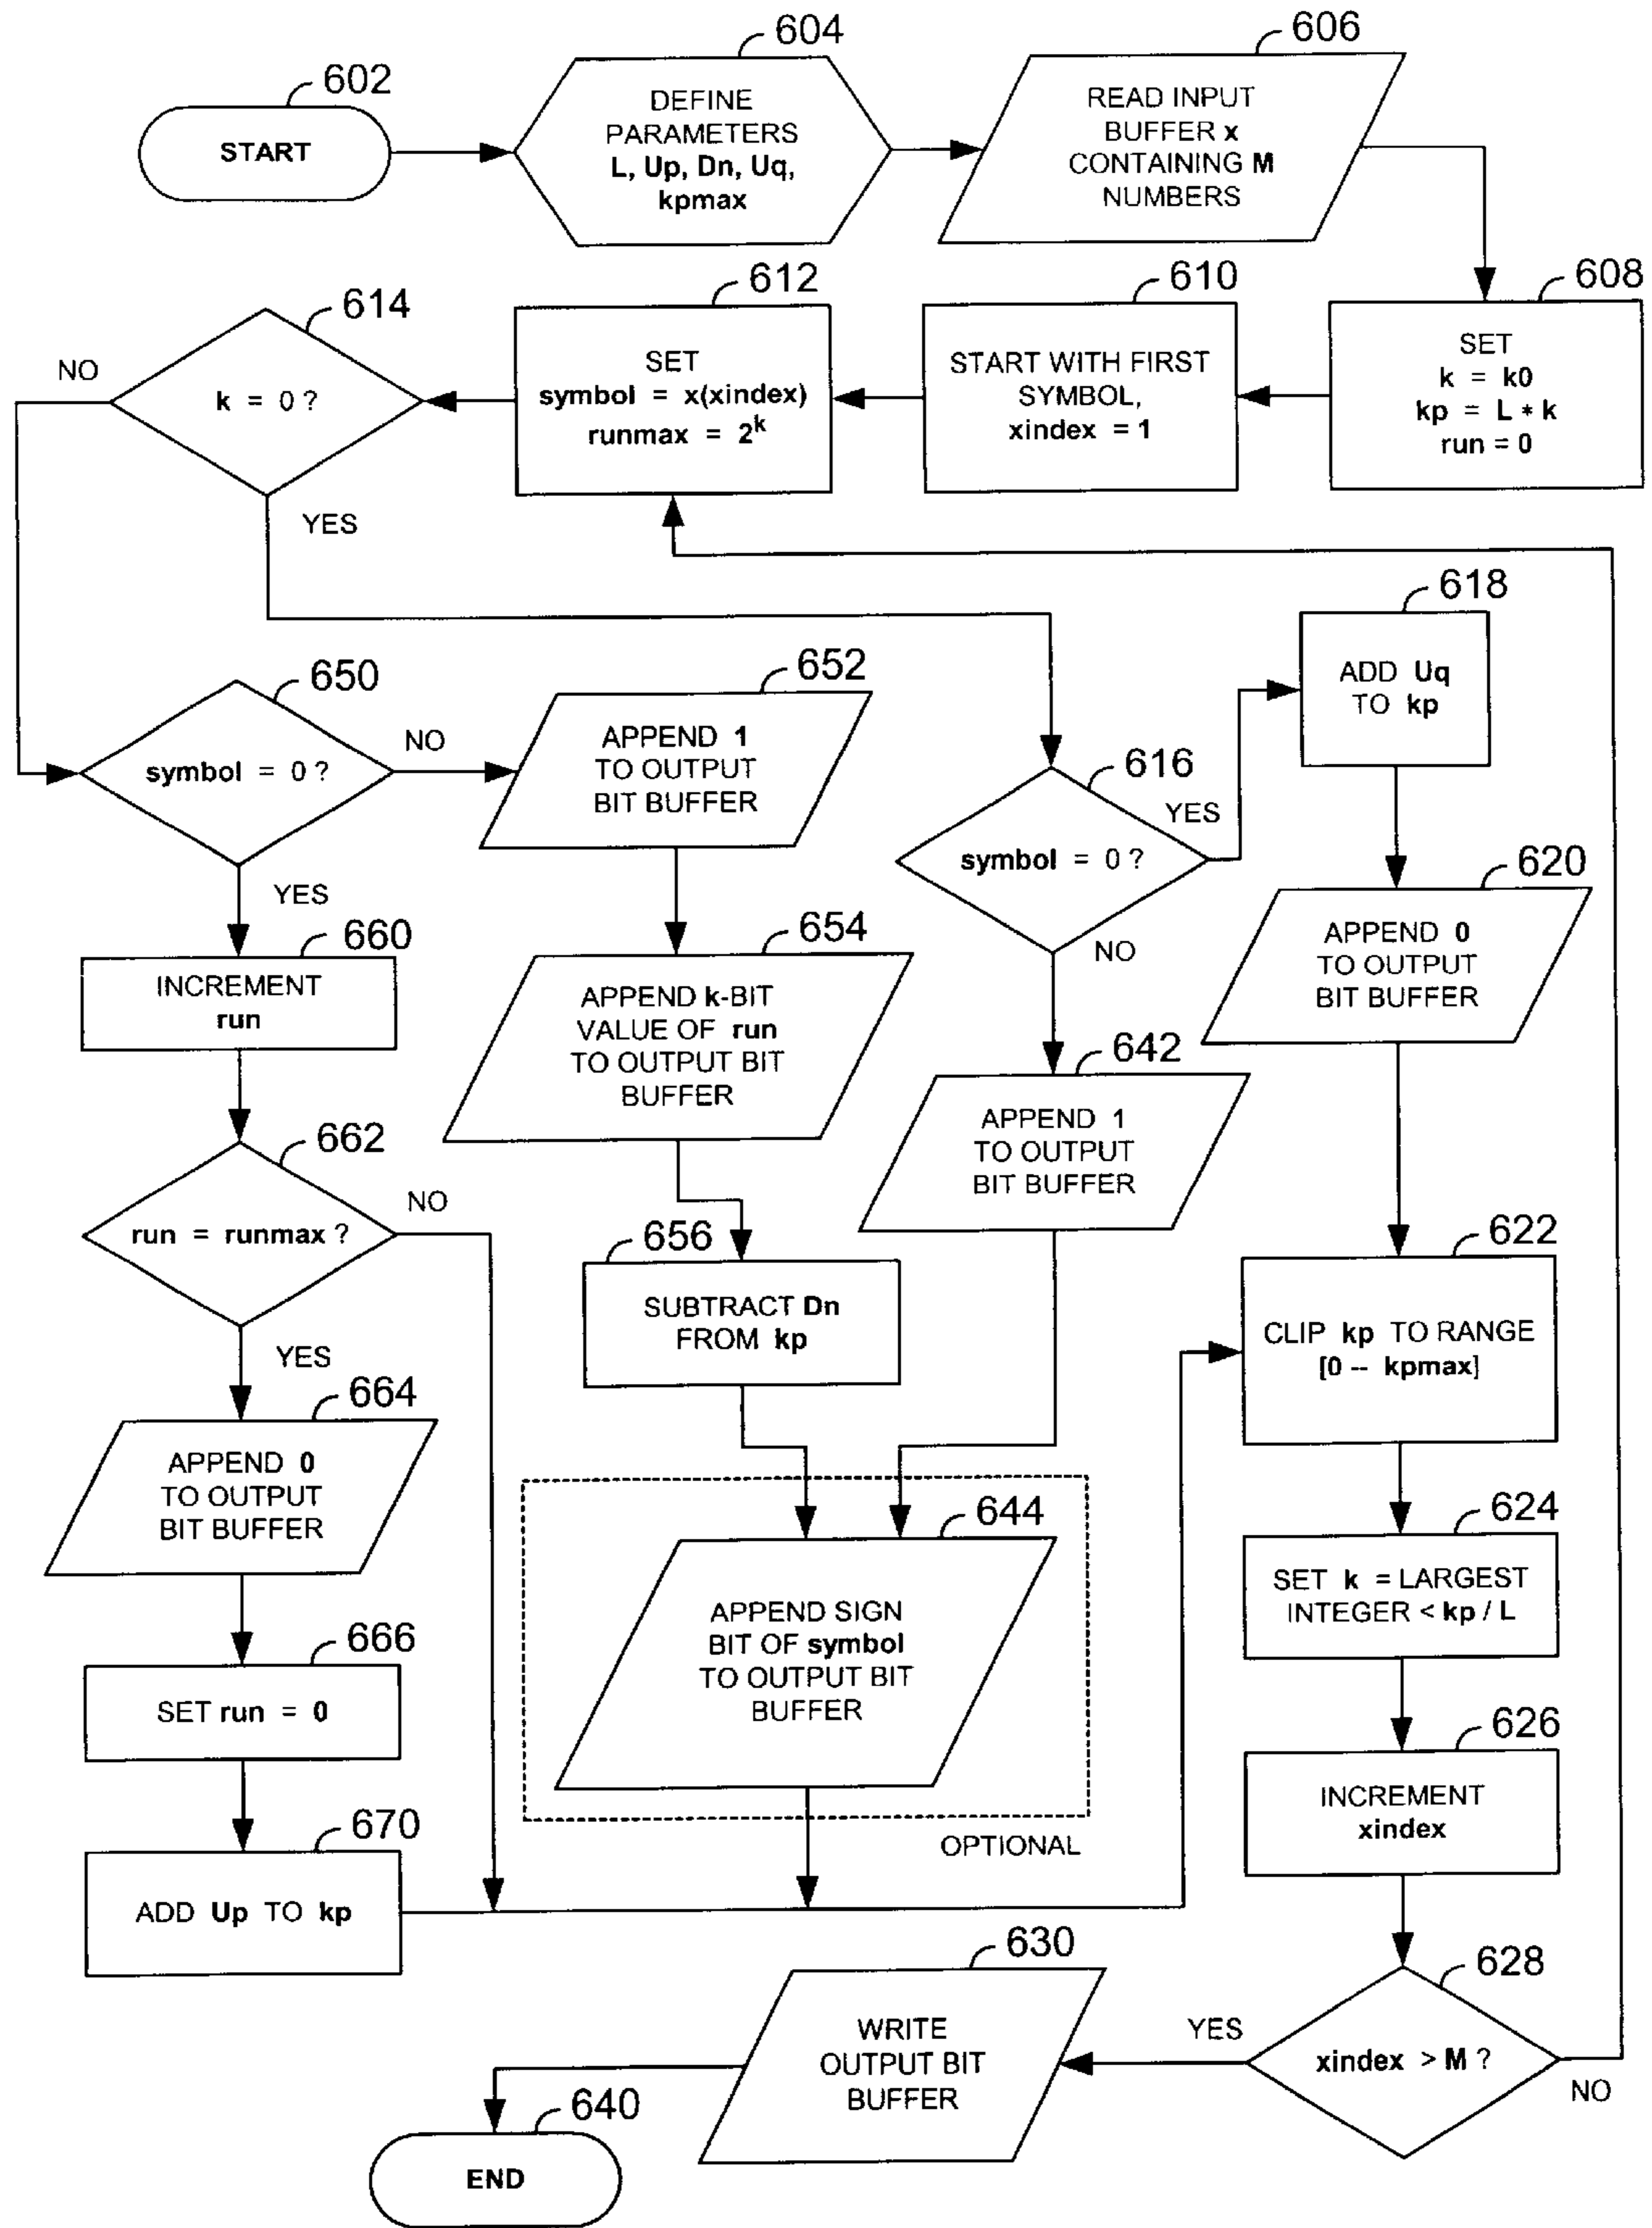 602
START
604
DEFINE
PARAMETERS
L, Up, Dn, Uq,
kpmax
606
READ INPUT
BUFFER x
CONTAINING M
NUMBERS
608
SET
k = k0
kp = L * k
run = 0
610
START WITH FIRST
SYMBOL,
xindex = 1
612
SET
symbol = x(xindex)
runmax = 2^k
614
k = 0 ?
NO
YES
650
symbol = 0 ?
NO
YES
652
APPEND 1
TO OUTPUT
BIT BUFFER
654
APPEND k-BIT
VALUE OF run
TO OUTPUT BIT
BUFFER
656
SUBTRACT Dn
FROM kp
616
symbol = 0 ?
YES
NO
618
ADD Uq
TO kp
620
APPEND 0
TO OUTPUT
BIT BUFFER
642
APPEND 1
TO OUTPUT
BIT BUFFER
660
INCREMENT
run
662
run = runmax ?
NO
YES
664
APPEND 0
TO OUTPUT
BIT BUFFER
666
SET run = 0
670
ADD Up TO kp
644
APPEND SIGN
BIT OF symbol
TO OUTPUT BIT
BUFFER
OPTIONAL
622
CLIP kp TO RANGE
[0 -- kpmax]
624
SET k = LARGEST
INTEGER < kp / L
626
INCREMENT
xindex
628
xindex > M ?
YES
NO
630
WRITE
OUTPUT BIT
BUFFER
640
END